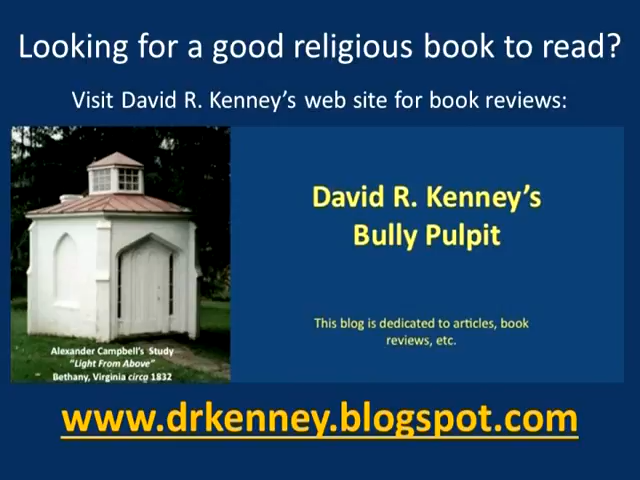 Looking for a good religious book to read?
Visit David R. Kenney's web site for book reviews:
David R. Kenney's
Bully Pulpit
This blog is dedicated to articles, book
reviews, etc.
Alexander Campbell's Study
"Light From Above"
Bethany, Virginia circa 1832
www.drkenney.blogspot.com